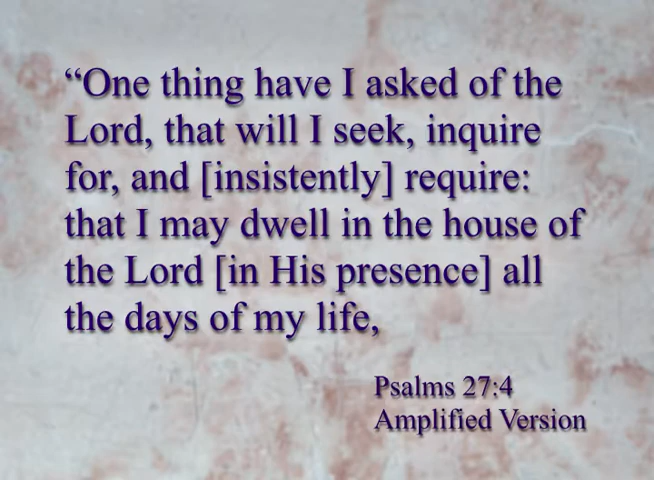 “One thing have I asked of the
Lord, that will I seek, inquire
for, and [insistently] require:
that I may dwell in the house of
the Lord [in His presence] all
the days of my life,
Psalms 27:4
Amplified Version